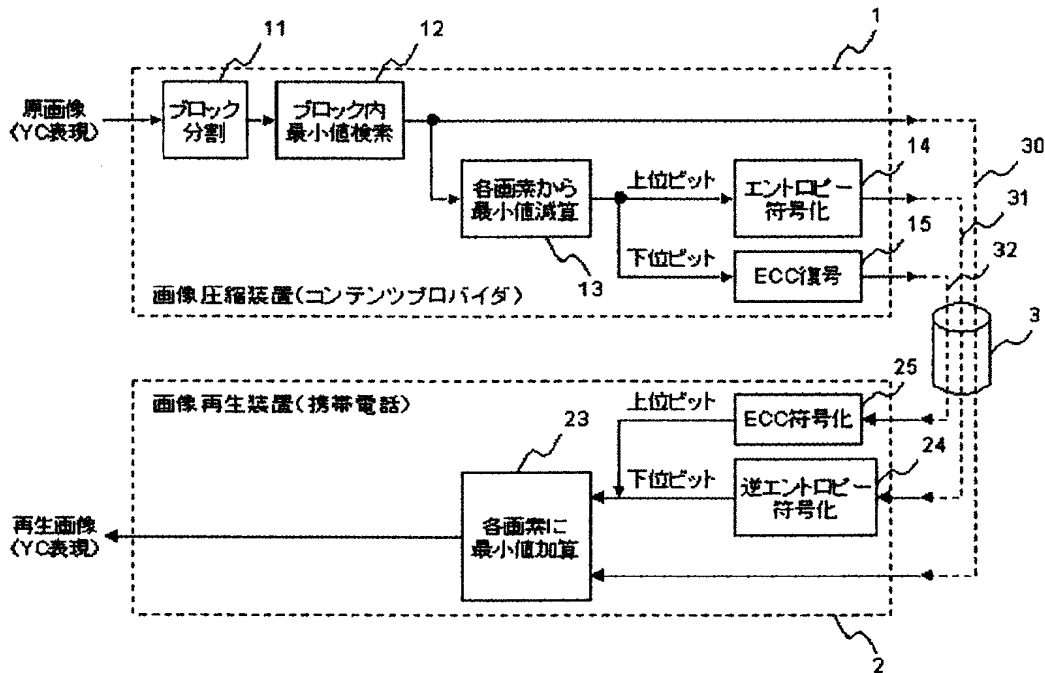 11
12
1
原画像
(YC表現)
ブロック
分割
ブロック内
最小値検索
14
30
各画素から
最小値減算
上位ビット
エントロピー
符号化
31
15
32
下位ビット
ECC復号
13
画像圧縮装置(コンテンツプロバイダ)
3
画像再生装置(携帯電話)
25
上位ビット
ECC符号化
23
24
下位ビット
逆エントロピー
符号化
再生画像
(YC表現)
各画素に
最小値加算
2